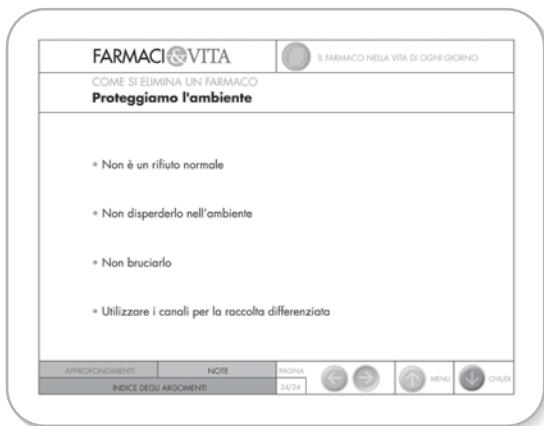 FARMACI&VITA
IL FARMACO NELLA VITA DI OGNI GIORNO
COME SI ELIMINA UN FARMACO
Proteggiamo l'ambiente
• Non è un rifiuto normale
• Non disperderlo nell'ambiente
• Non bruciarlo
• Utilizzare i canali per la raccolta differenziata
APPROFONDIMENTI NOTE PAGINA
INDICE DEGLI ARGOMENTI 24/24 MENU CHIUDI